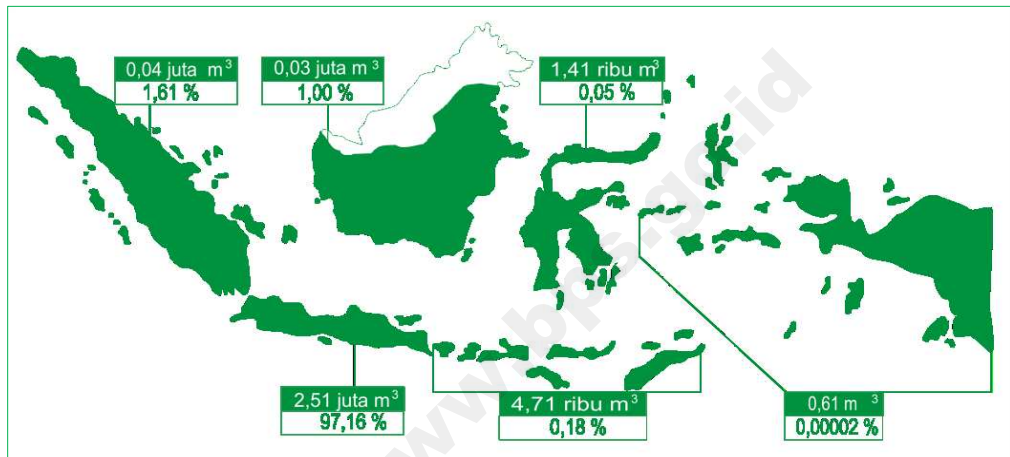 0,04 juta m³
1,61 %
0,03 juta m³
1,00 %
1,41 ribu m³
0,05 %
www.bps.go.id
2,51 juta m³
97,16 %
4,71 ribu m³
0,18 %
0,61 m³
0,00002 %